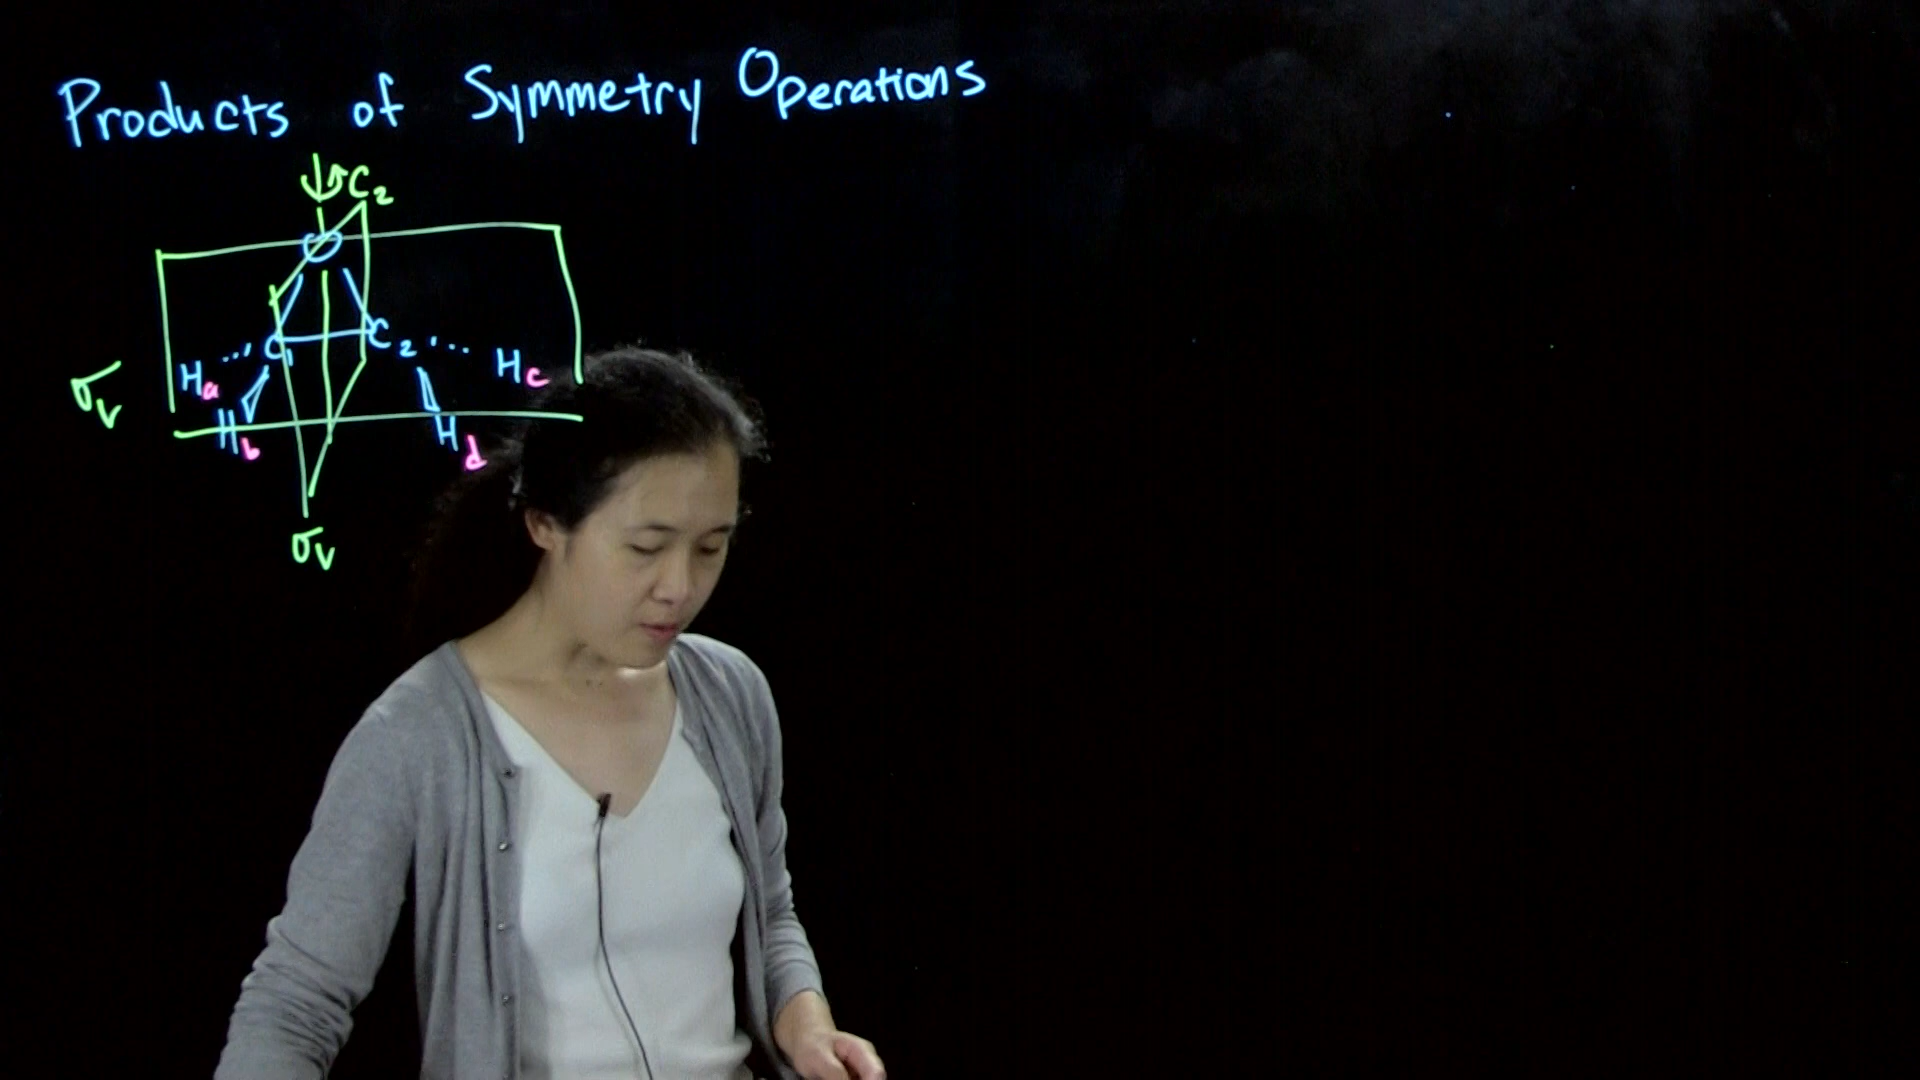 Products of Symmetry Operations
C2
O
C1 C2
Ha Hc
σv
Hb Hd
σv